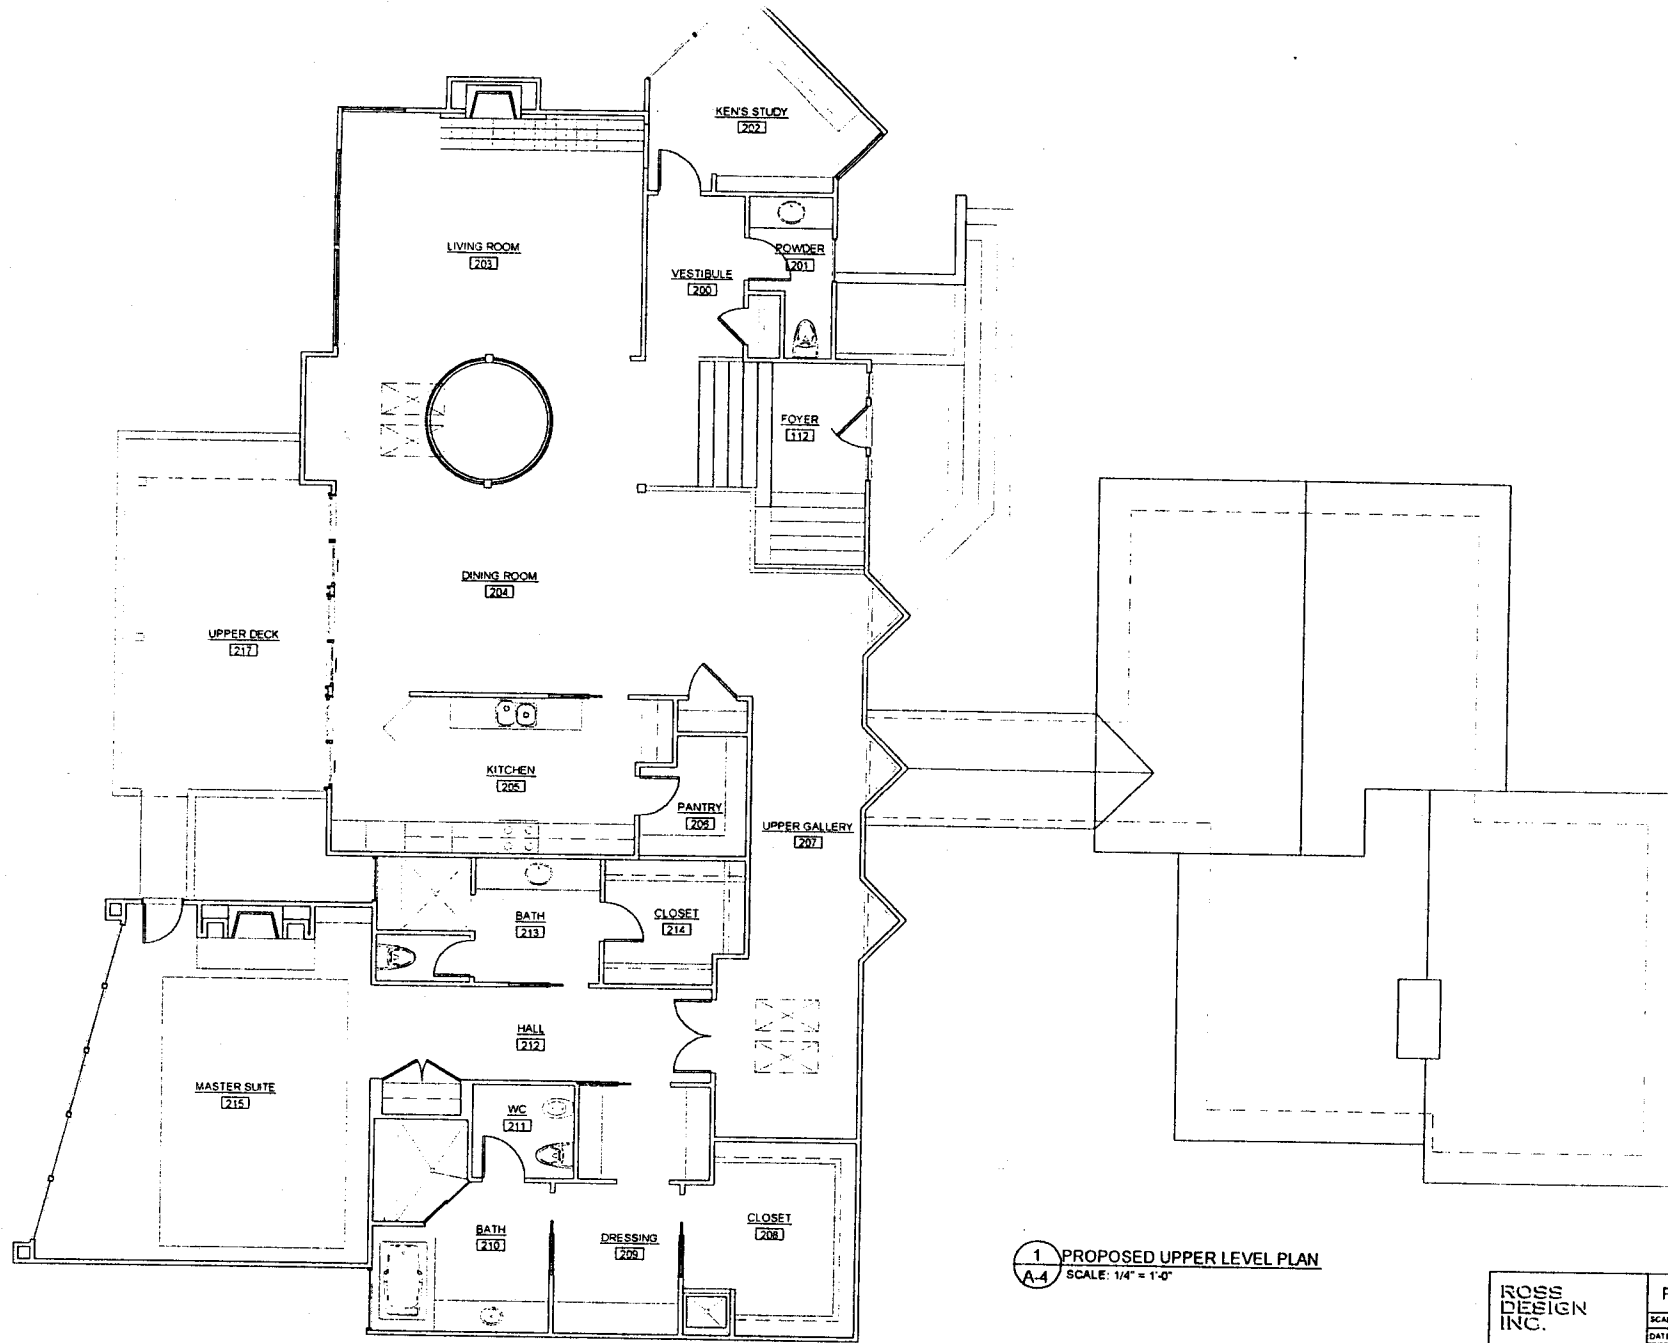 KEN'S STUDY
202
LIVING ROOM
203
POWDER
201
VESTIBULE
200
FOYER
112
DINING ROOM
204
UPPER DECK
217
KITCHEN
205
PANTRY
206
UPPER GALLERY
207
BATH
213
CLOSET
214
HALL
212
MASTER SUITE
215
WC
211
BATH
210
DRESSING
209
CLOSET
208
1
A-4
PROPOSED UPPER LEVEL PLAN
SCALE: 1/4" = 1'-0"
ROSS
DESIGN
INC.